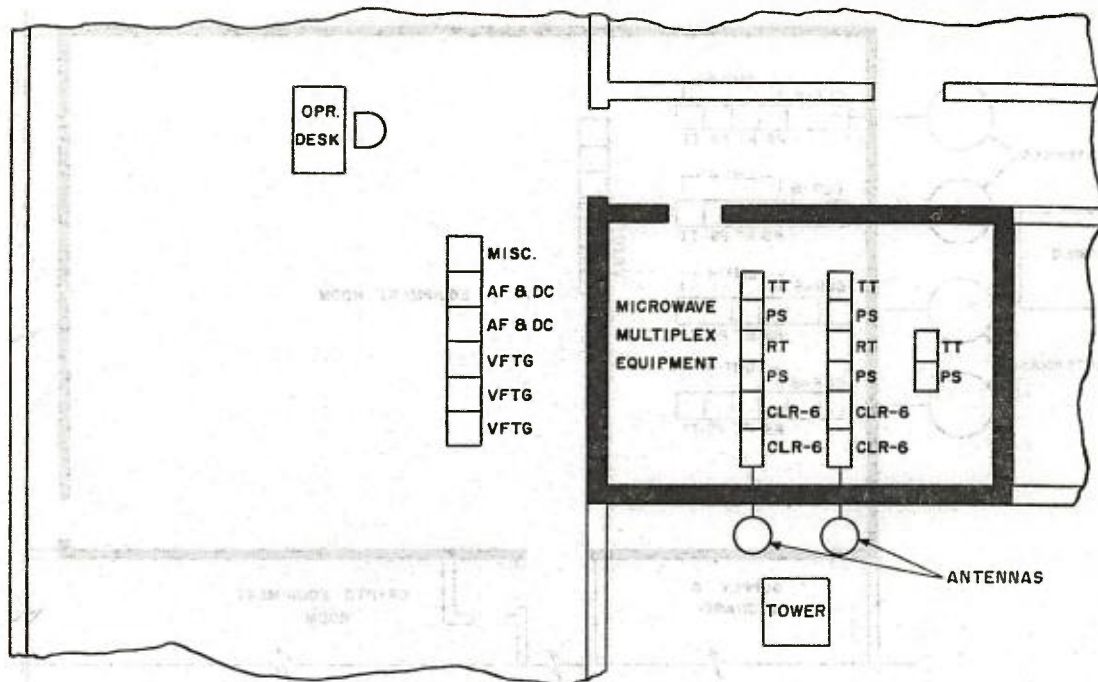 OPR.
DESK
MISC.
AF & DC
AF & DC
VFTG
VFTG
VFTG
MICROWAVE
MULTIPLEX
EQUIPMENT
TT
PS
RT
PS
CLR-6
CLR-6
TT
PS
RT
PS
CLR-6
CLR-6
TT
PS
ANTENNAS
TOWER